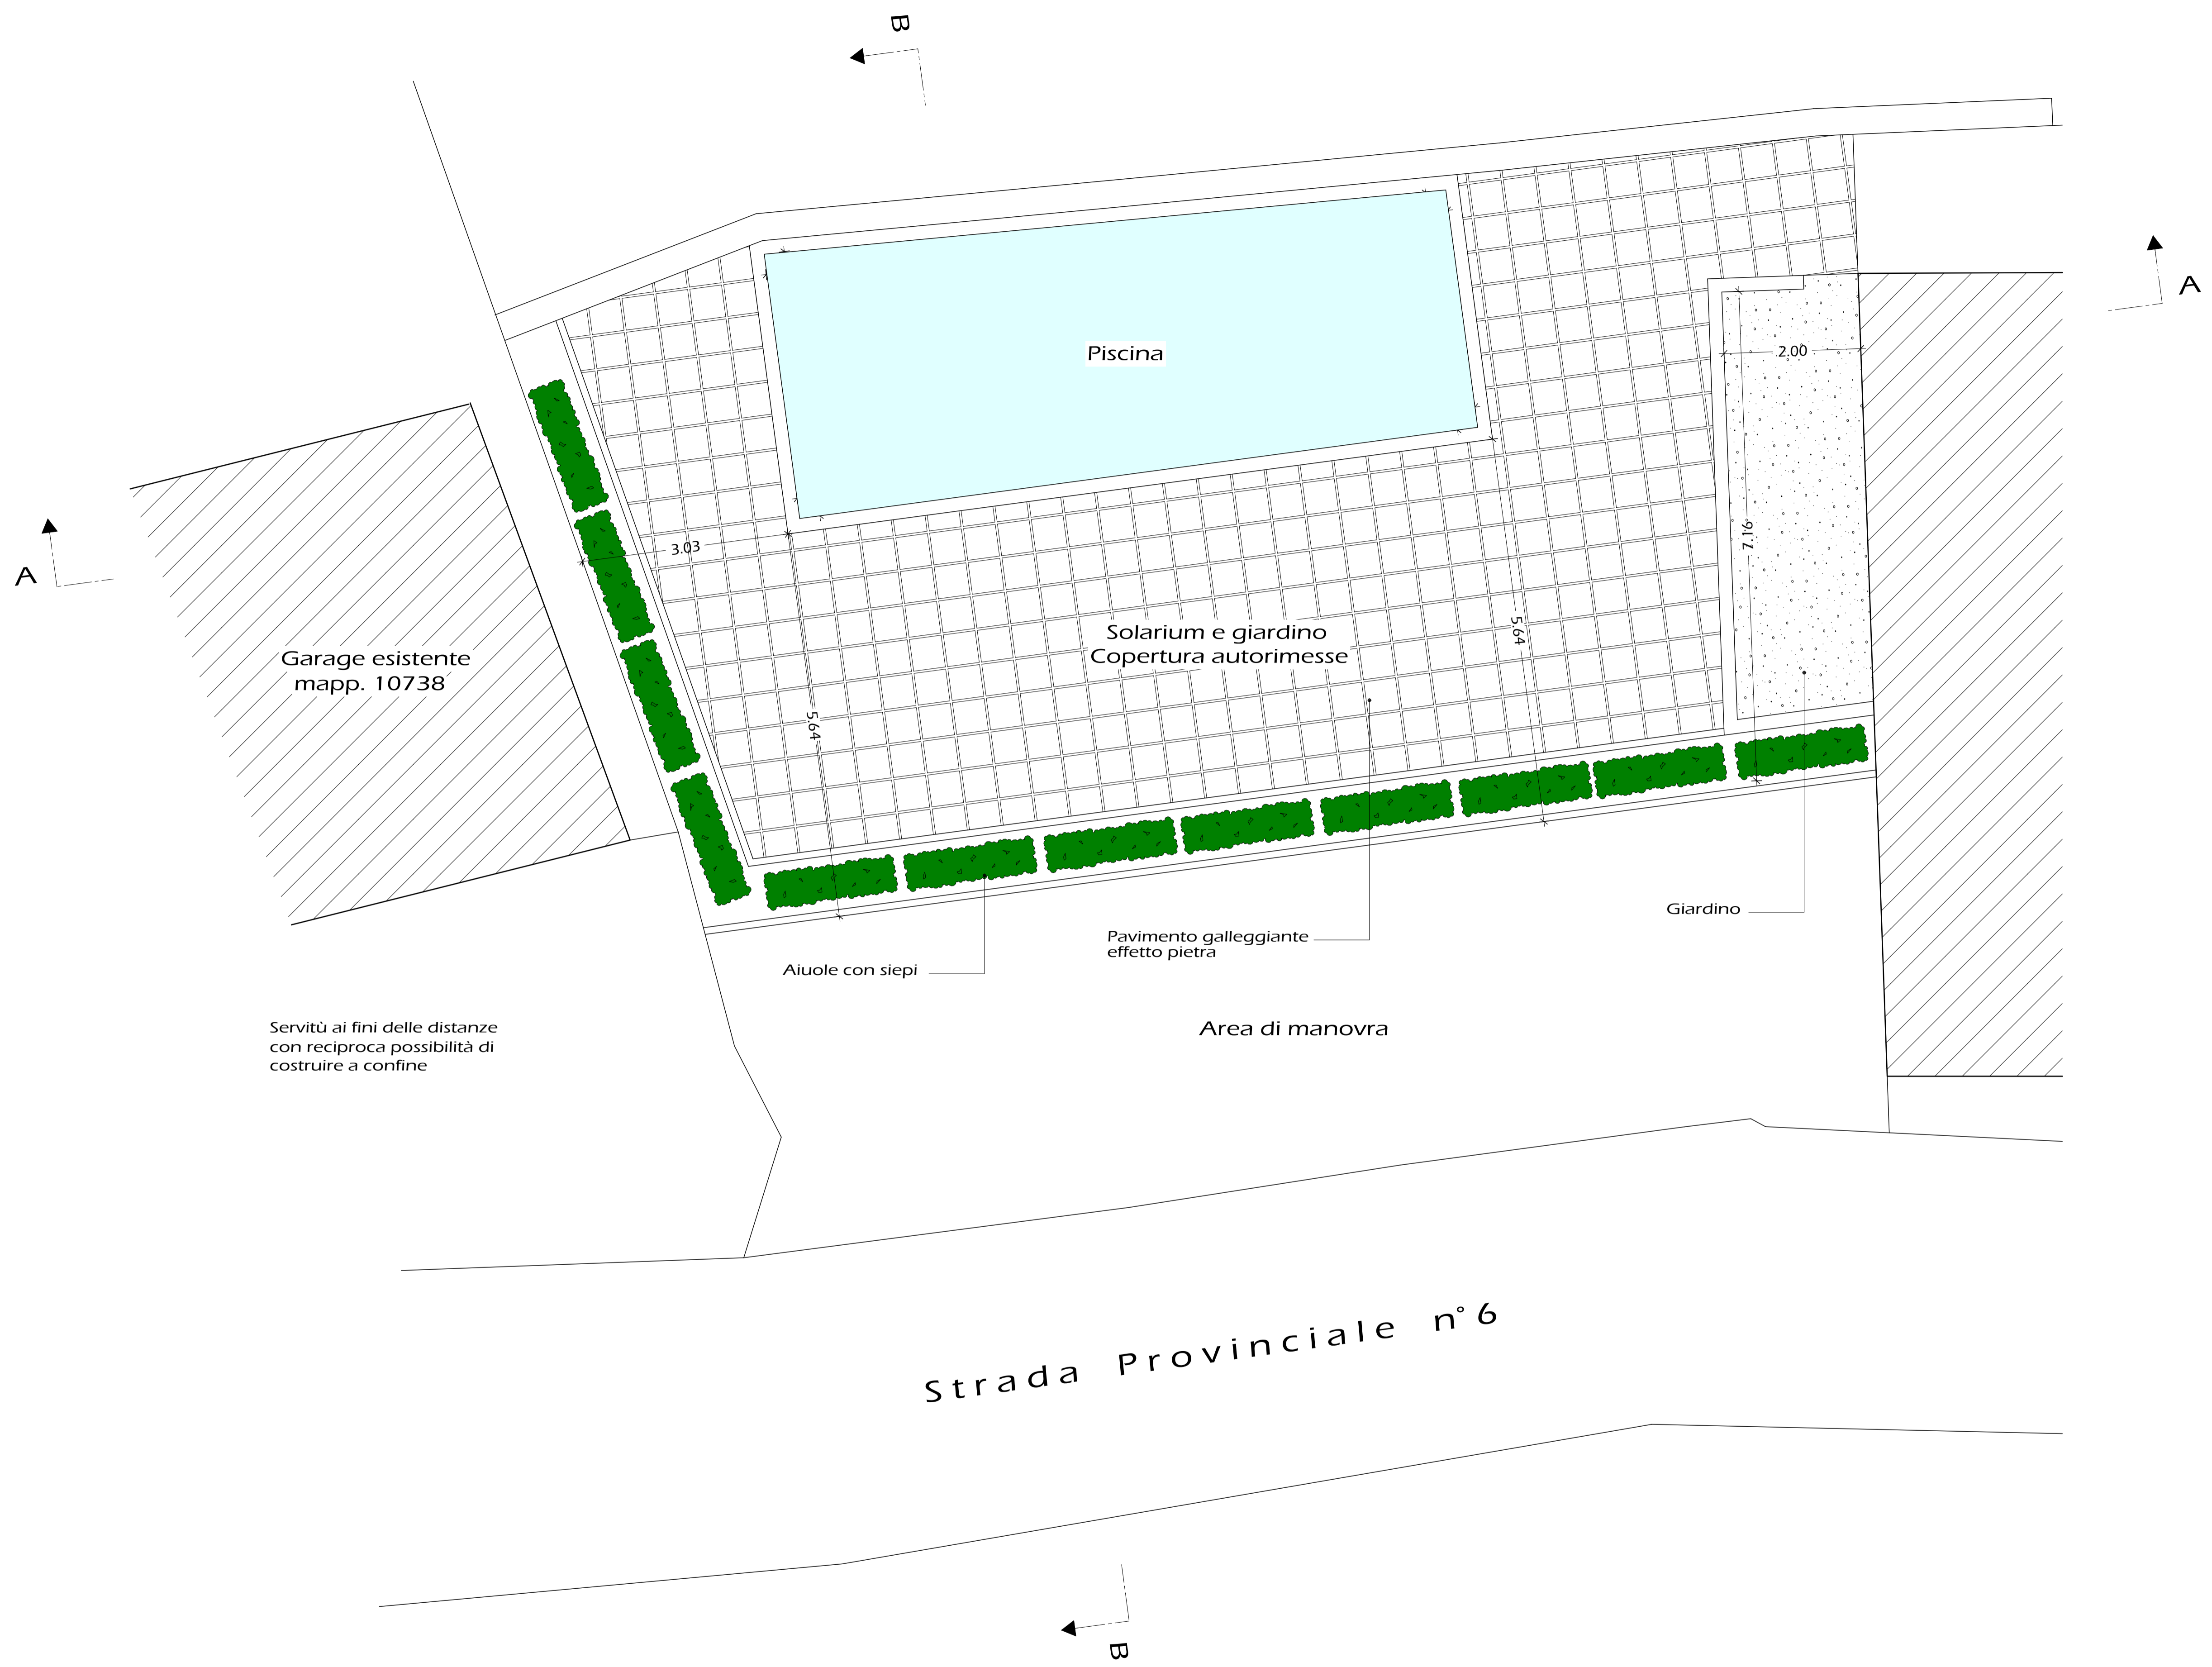 B
A
Piscina
2.00
3.03
7.16
A
Solarium e giardino
Copertura autorimesse
5.64
Garage esistente
mapp. 10738
5.64
Giardino
Pavimento galleggiante
effetto pietra
Aiuole con siepi
Servitù ai fini delle distanze
con reciproca possibilità di
costruire a confine
Area di manovra
Strada Provinciale n° 6
B